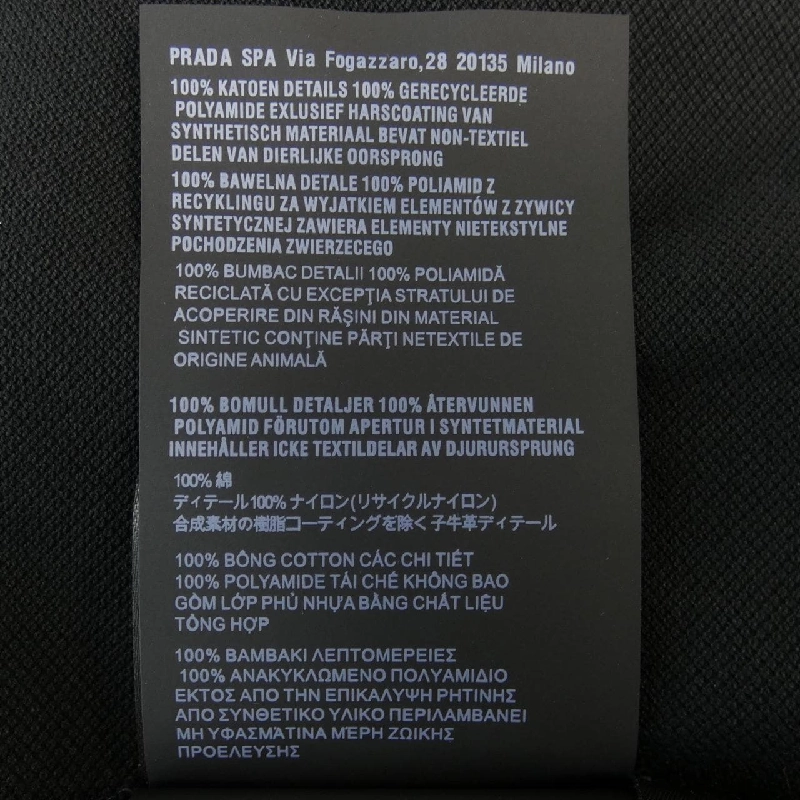 PRADA SPA Via Fogazzaro,28 20135 Milano
100% KATOEN DETAILS 100% GERECYCLEERDE
POLYAMIDE EXLUSIEF HARSCOATING VAN
SYNTHETISCH MATERIAAL BEVAT NON-TEXTIEL
DELEN VAN DIERLIJKE OORSPRONG
100% BAWELNA DETALE 100% POLIAMID Z
RECYKLINGU ZA WYJATKIEM ELEMENTÓW Z ZYWICY
SYNTETYCZNEJ ZAWIERA ELEMENTY NIETEKSTYLNE
POCHODZENIA ZWIERZECEGO
100% BUMBAC DETALII 100% POLIAMIDĂ
RECICLATĂ CU EXCEPŢIA STRATULUI DE
ACOPERIRE DIN RĂŞINI DIN MATERIAL
SINTETIC CONŢINE PĂRŢI NETEXTILE DE
ORIGINE ANIMALĂ
100% BOMULL DETALJER 100% ÅTERVUNNEN
POLYAMID FÖRUTOM APERTUR I SYNTETMATERIAL
INNEHÅLLER ICKE TEXTILDELAR AV DJURURSPRUNG
100% 綿
ディテール100% ナイロン(リサイクルナイロン)
合成素材の樹脂コーティングを除く子牛革ディテール
100% BÔNG COTTON CÁC CHI TIẾT
100% POLYAMIDE TÁI CHẾ KHÔNG BAO
GỒM LỚP PHỦ NHỰA BẰNG CHẤT LIỆU
TỔNG HỢP
100% ΒΑΜΒΑΚΙ ΛΕΠΤΟΜΕΡΕΙΕΣ
100% ΑΝΑΚΥΚΛΩΜΕΝΟ ΠΟΛΥΑΜΙΔΙΟ
ΕΚΤΟΣ ΑΠΟ ΤΗΝ ΕΠΙΚΑΛΥΨΗ ΡΗΤΙΝΗΣ
ΑΠΟ ΣΥΝΘΕΤΙΚΟ ΥΛΙΚΟ ΠΕΡΙΛΑΜΒΑΝΕΙ
ΜΗ ΥΦΑΣΜΆΤΙΝΑ ΜΈΡΗ ΖΩΙΚΗΣ
ΠΡΟΕΛΕΥΣΗΣ